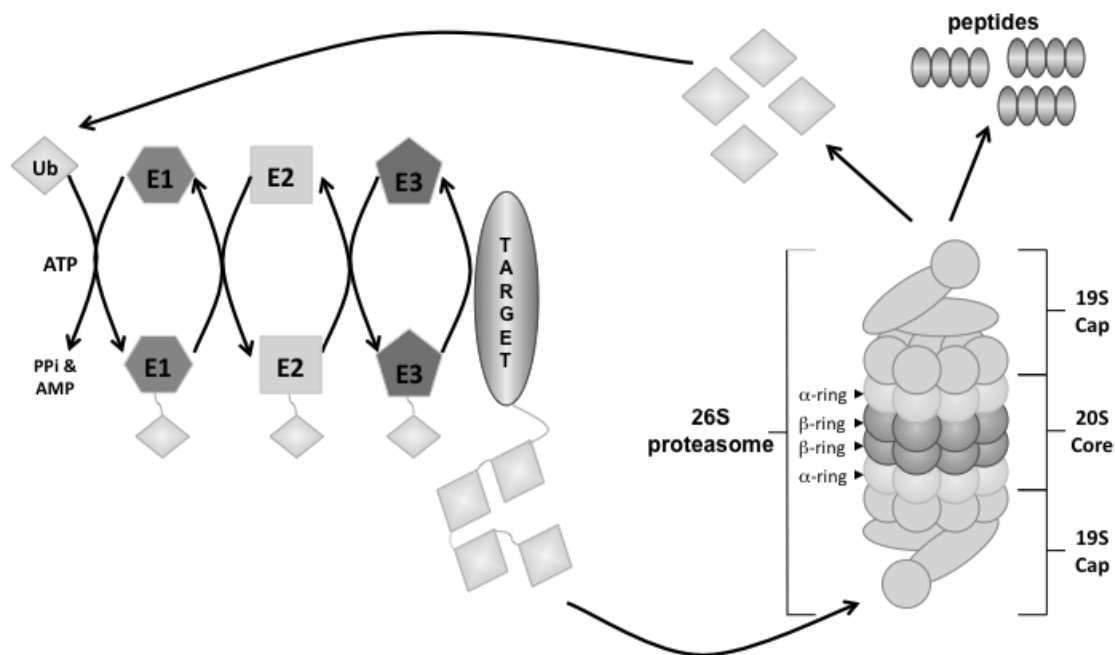 peptides
Ub
E1
E2
E3
ATP
PPi &
AMP
E1
E2
E3
TARGET
26S
proteasome
α-ring
β-ring
β-ring
α-ring
19S
Cap
20S
Core
19S
Cap